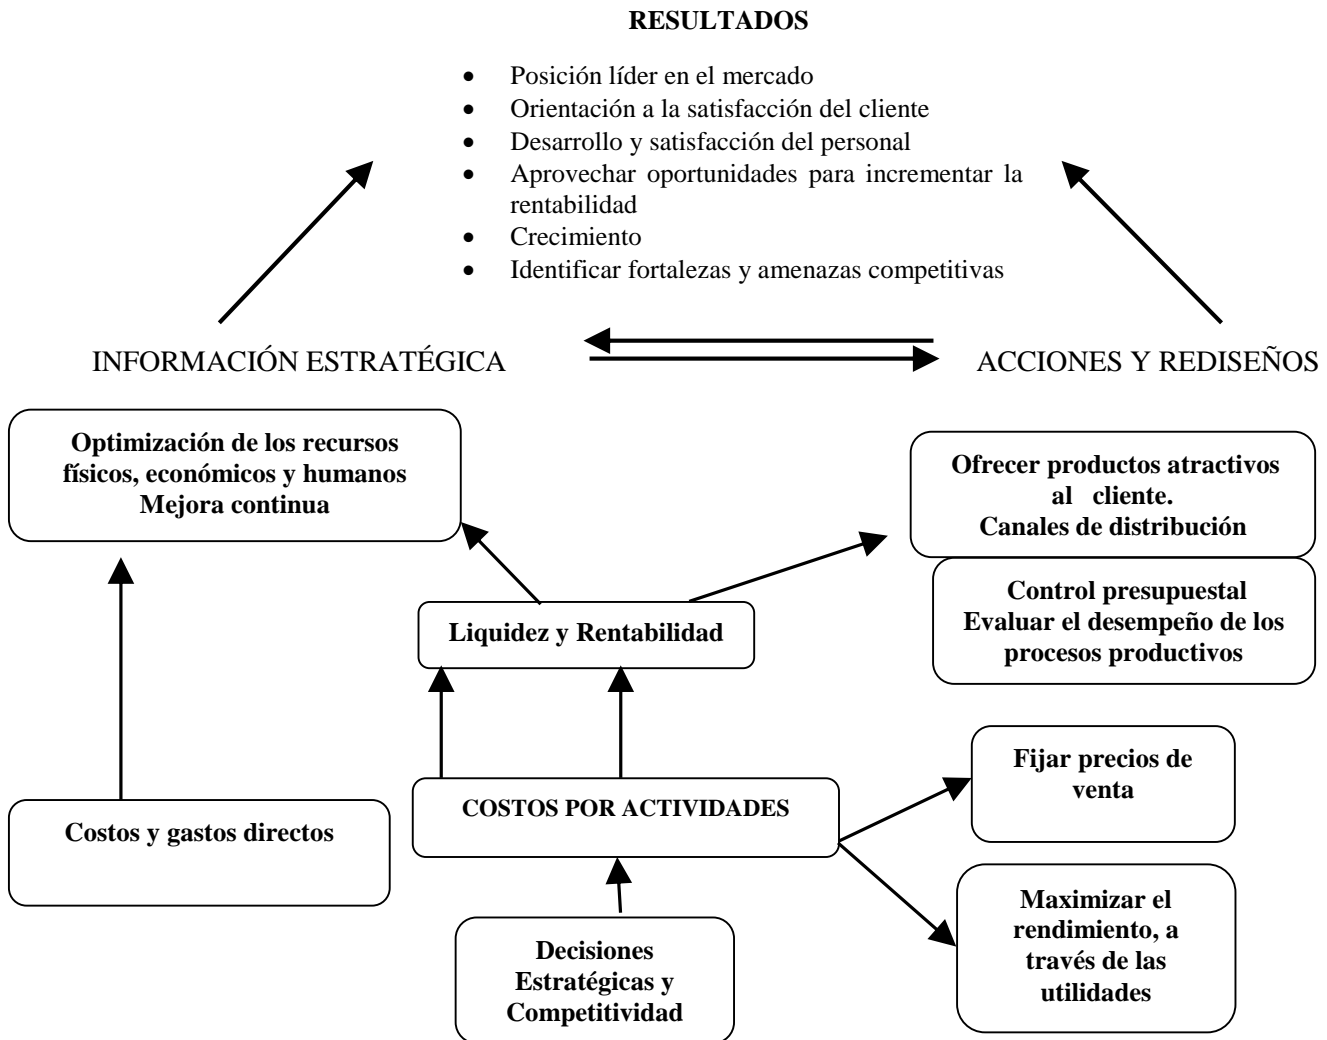 RESULTADOS
• Posición líder en el mercado
• Orientación a la satisfacción del cliente
• Desarrollo y satisfacción del personal
• Aprovechar oportunidades para incrementar la
rentabilidad
• Crecimiento
• Identificar fortalezas y amenazas competitivas
INFORMACIÓN ESTRATÉGICA
ACCIONES Y REDISEÑOS
Optimización de los recursos
físicos, económicos y humanos
Mejora continua
Ofrecer productos atractivos
al cliente.
Canales de distribución
Control presupuestal
Evaluar el desempeño de los
procesos productivos
Liquidez y Rentabilidad
Fijar precios de
venta
COSTOS POR ACTIVIDADES
Costos y gastos directos
Maximizar el
rendimiento, a
través de las
utilidades
Decisiones
Estratégicas y
Competitividad